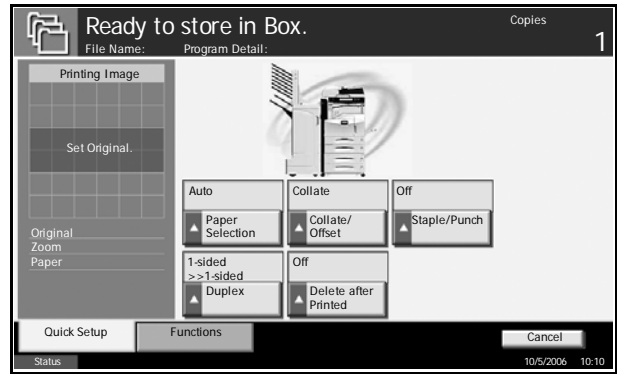 Ready to store in Box.
File Name: Program Detail:
Copies
1
Printing Image
Set Original.
Original
Zoom
Paper
Auto
Paper
Selection
Collate
Collate/
Offset
Off
Staple/Punch
1-sided
>>1-sided
Duplex
Off
Delete after
Printed
Quick Setup
Functions
Cancel
Status
10/5/2006 10:10